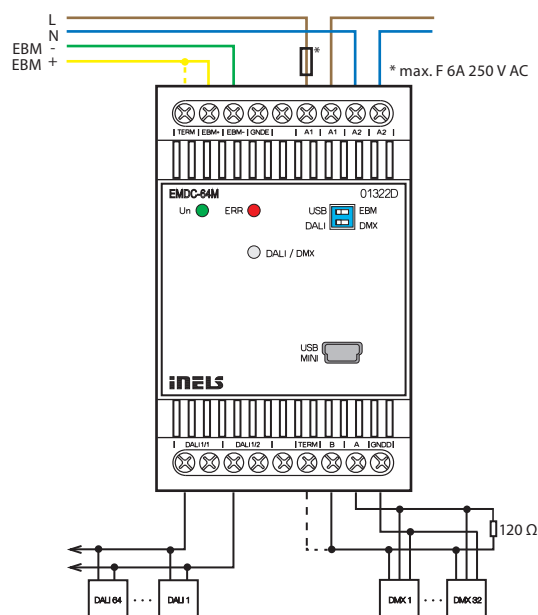 L
N
EBM -
EBM +
*
* max. F 6A 250 V AC
TERM EBM+ EBM- GNDE A1 A1 A2 A2
EMDC-64M 01322D
Un ERR USB EBM
DALI DMX
DALI / DMX
USB
MINI
iNELS
DALI1/1 DALI1/2 TERM B A GNDD
120 Ω
DALI 64 ... DALI 1 DMX 1 ... DMX 32